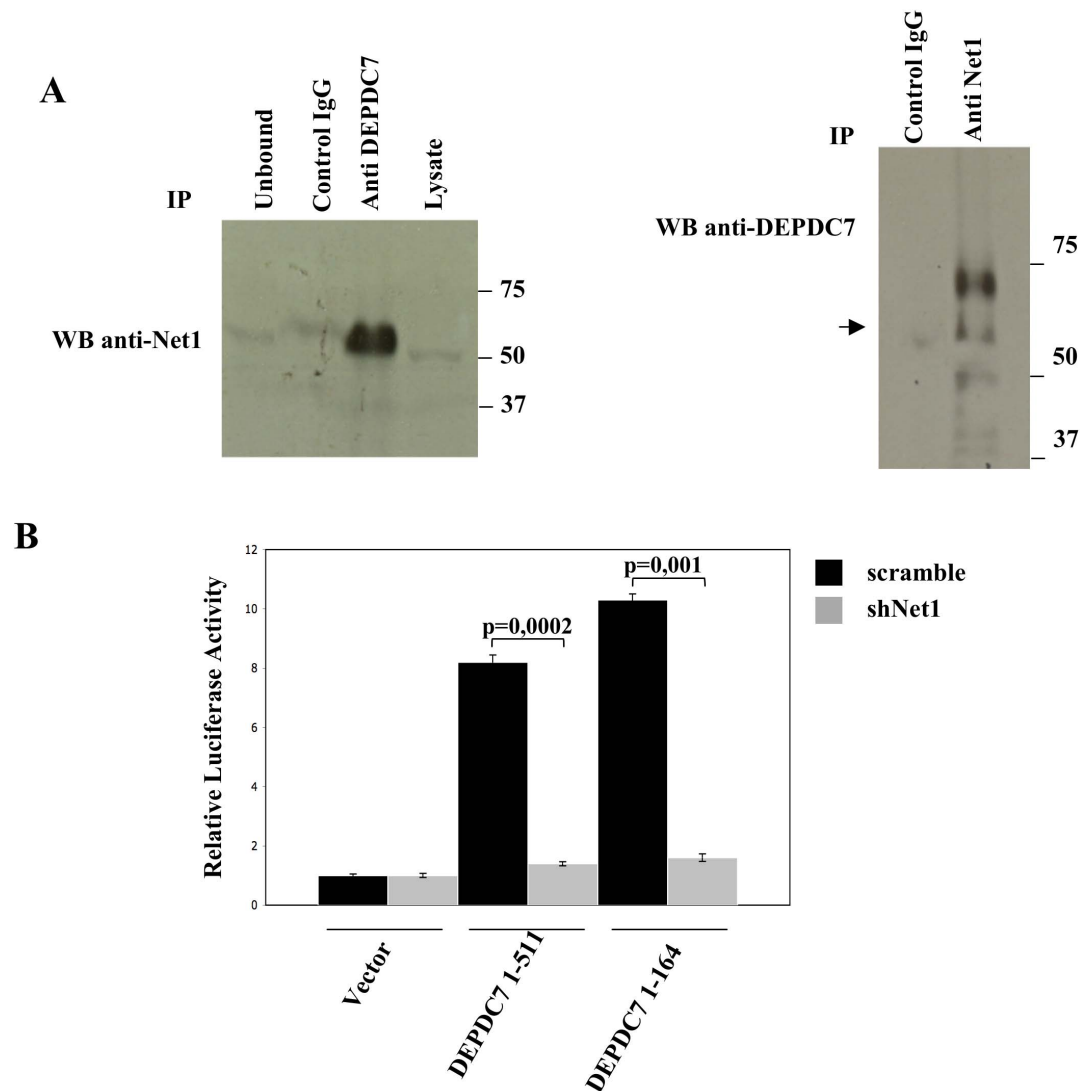 A
IP
Unbound
Control IgG
Anti DEPDC7
Lysate
WB anti-Net1
75
50
37
IP
Control IgG
Anti Net1
WB anti-DEPDC7
75
50
37
B
Relative Luciferase Activity
12
10
8
6
4
2
0
p=0,0002
p=0,001
scramble
shNet1
Vector
DEPDC7 1-511
DEPDC7 1-164